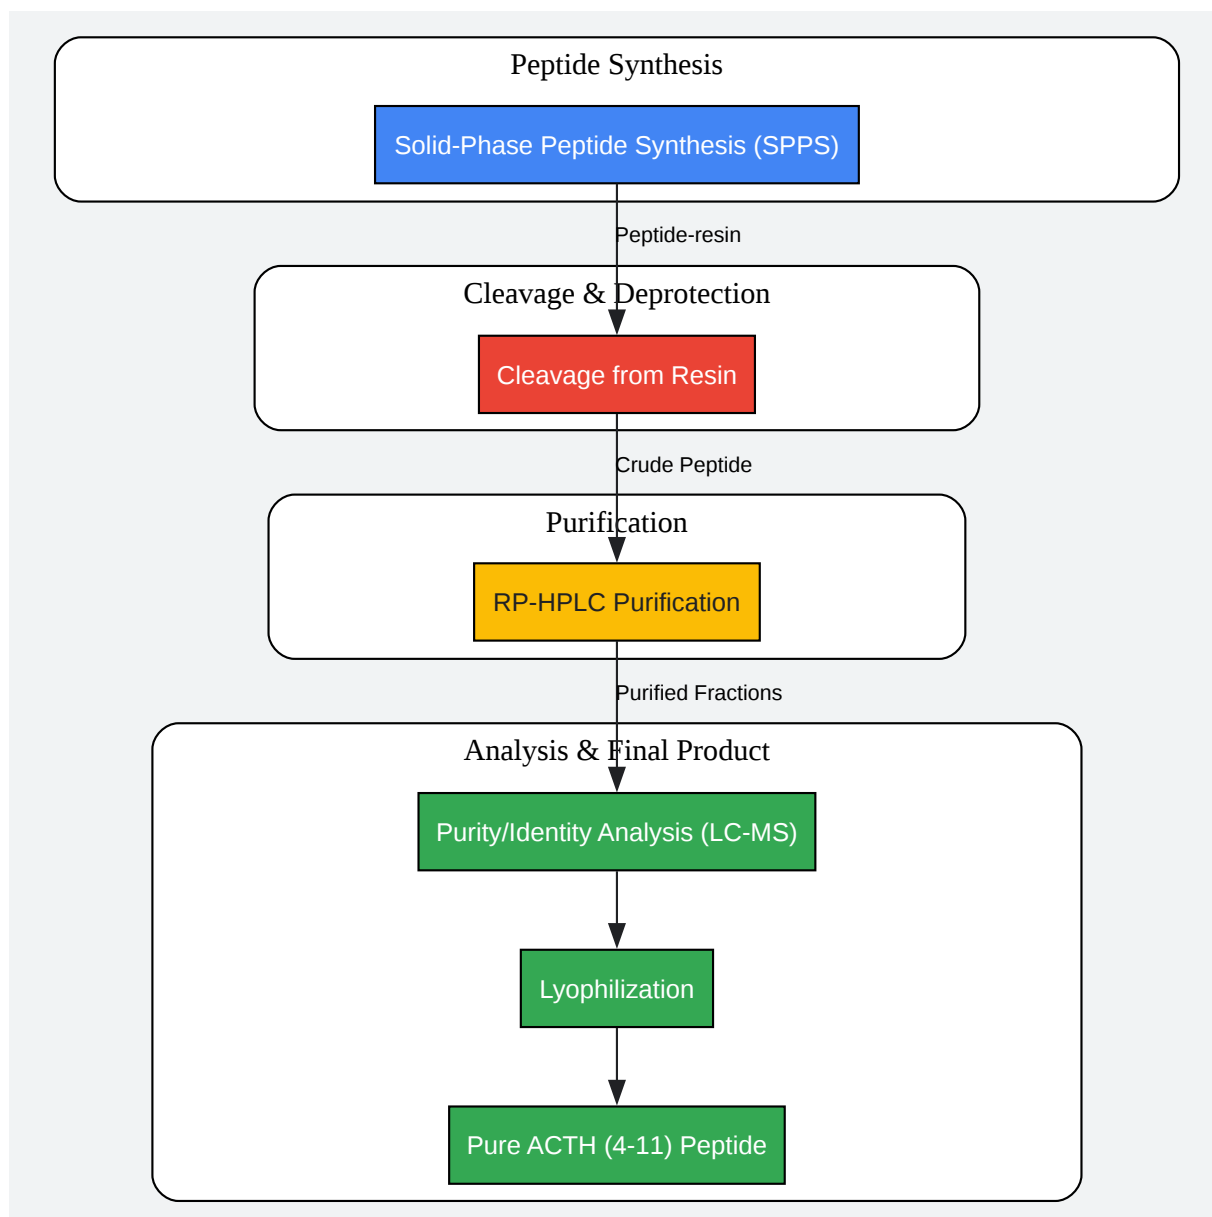 Peptide Synthesis
Solid-Phase Peptide Synthesis (SPPS)
Peptide-resin
Cleavage & Deprotection
Cleavage from Resin
Crude Peptide
Purification
RP-HPLC Purification
Purified Fractions
Analysis & Final Product
Purity/Identity Analysis (LC-MS)
Lyophilization
Pure ACTH (4-11) Peptide